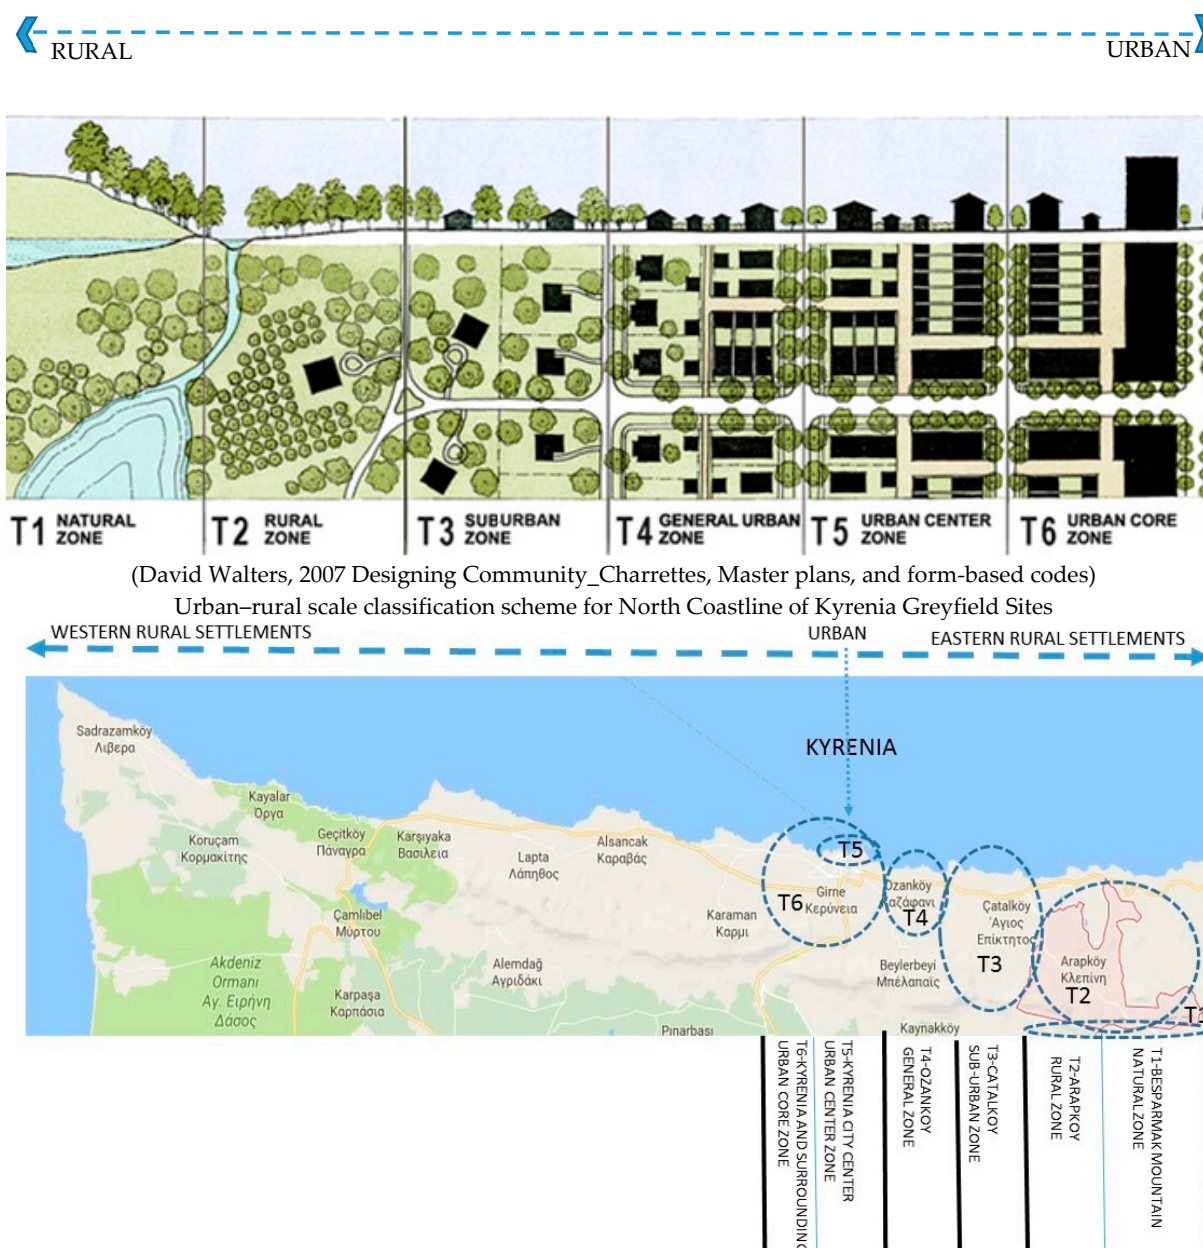 RURAL
URBAN
T1 NATURAL ZONE
T2 RURAL ZONE
T3 SUBURBAN ZONE
T4 GENERAL URBAN ZONE
T5 URBAN CENTER ZONE
T6 URBAN CORE ZONE
(David Walters, 2007 Designing Community_Charrettes, Master plans, and form-based codes)
Urban–rural scale classification scheme for North Coastline of Kyrenia Greyfield Sites
WESTERN RURAL SETTLEMENTS
URBAN
EASTERN RURAL SETTLEMENTS
KYRENIA
Sadrazamköy
Λιβερα
Kayalar
Όργα
Koruçam
Κορμακίτης
Geçitköy
Πάναγρα
Karşıyaka
Βασιλεια
Lapta
Λάπηθος
Alsancak
Καραβάς
T5
T6
Girne
Κερύνεια
Ozanköy
T4
Çatalköy
Άγιος
Επίκτητος
T3
Karaman
Καρμι
Çamlıbel
Μύρτου
Beylerbeyi
Μπέλαπαϊς
Arapköy
Κλεπίνη
T2
T1
Akdeniz
Ormanı
Αγ. Ειρήνη
Δάσος
Alemdağ
Αγριδάκι
Karpaşa
Καρπάσια
Pınarbaşı
Kaynakköy
T6-KYRENIA AND SURROUNDING
URBAN CORE ZONE
T5-KYRENIA CITY CENTER
URBAN CENTER ZONE
T4-OZANKOY
GENERAL ZONE
T3-CATALKOY
SUB-URBAN ZONE
T2-ARAPKOY
RURAL ZONE
T1-BESPARMAK MOUNTAIN
NATURAL ZONE